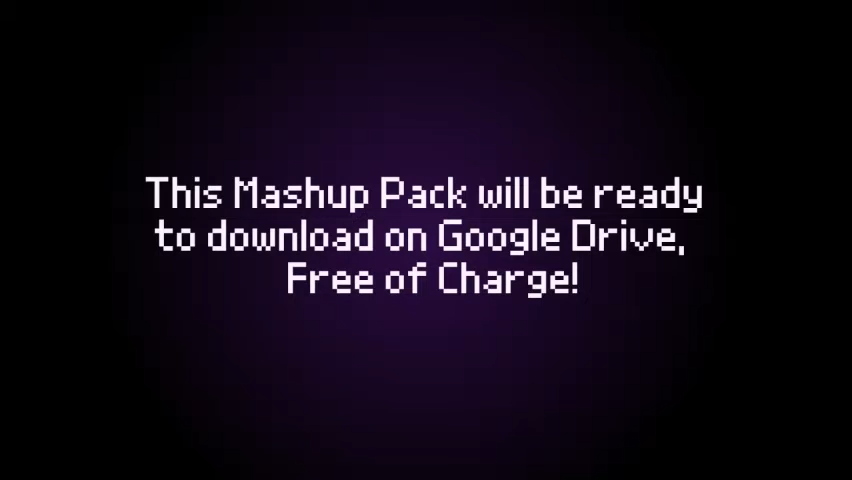 This Mashup Pack will be ready
to download on Google Drive,
Free of Charge!